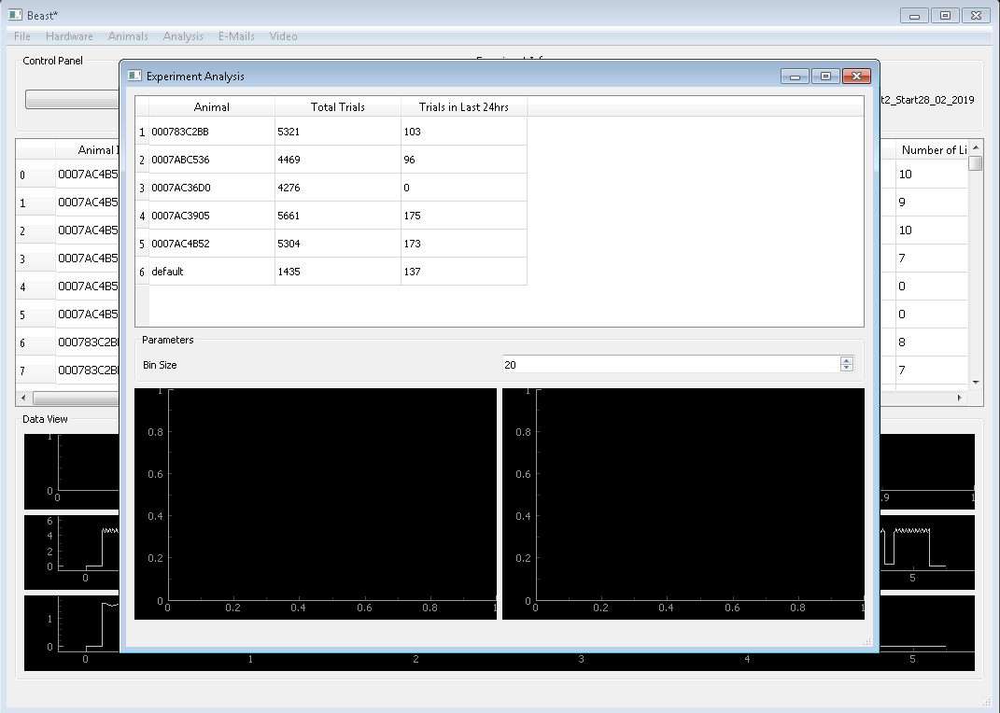 Beast*
File Hardware Animals Analysis E-Mails Video
Control Panel
t2_Start28_02_2019
Experiment Analysis
Animal Total Trials Trials in Last 24hrs
1 000783C2BB 5321 103
2 0007ABC536 4469 96
3 0007AC36D0 4276 0
4 0007AC3905 5661 175
5 0007AC4B52 5304 173
6 default 1435 137
Parameters
Bin Size 20
1 0.8 0.6 0.4 0.2 0
0 0.2 0.4 0.6 0.8 1
1 0.8 0.6 0.4 0.2 0
0 0.2 0.4 0.6 0.8 1
Animal I Number of Li
0 0007AC4B5 10
1 0007AC4B5 9
2 0007AC4B5 10
3 0007AC4B5 7
4 0007AC4B5 0
5 0007AC4B5 0
6 000783C2B 8
7 000783C2B 7
Data View
1 0
0 .9 1
6 4 2 0
0 5
1 0
0 1 2 3 4 5